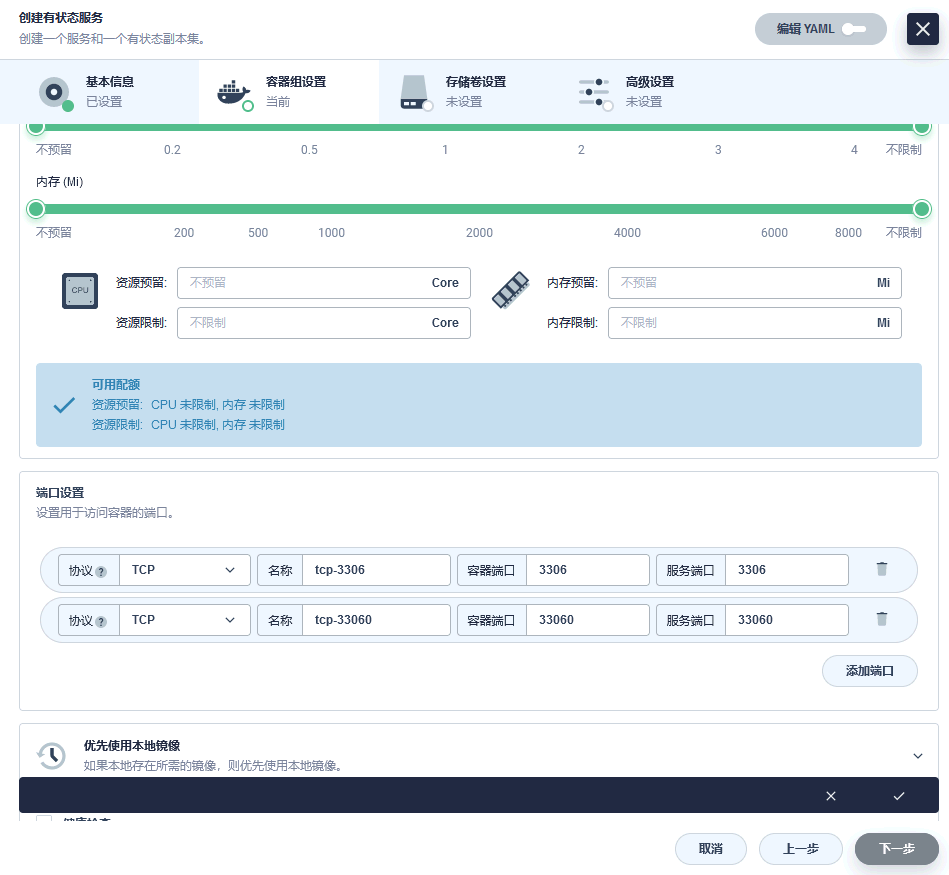 创建有状态服务
创建一个服务和一个有状态副本集。
编辑 YAML
基本信息
已设置
容器组设置
当前
存储卷设置
未设置
高级设置
未设置
不预留 0.2 0.5 1 2 3 4 不限制
内存 (Mi)
不预留 200 500 1000 2000 4000 6000 8000 不限制
CPU
资源预留: 不预留 Core
内存预留: 不预留 Mi
资源限制: 不限制 Core
内存限制: 不限制 Mi
可用配额
资源预留: CPU 未限制, 内存 未限制
资源限制: CPU 未限制, 内存 未限制
端口设置
设置用于访问容器的端口。
协议 ? TCP 名称 tcp-3306 容器端口 3306 服务端口 3306
协议 ? TCP 名称 tcp-33060 容器端口 33060 服务端口 33060
添加端口
优先使用本地镜像
如果本地存在所需的镜像，则优先使用本地镜像。
健康检查
取消 上一步 下一步